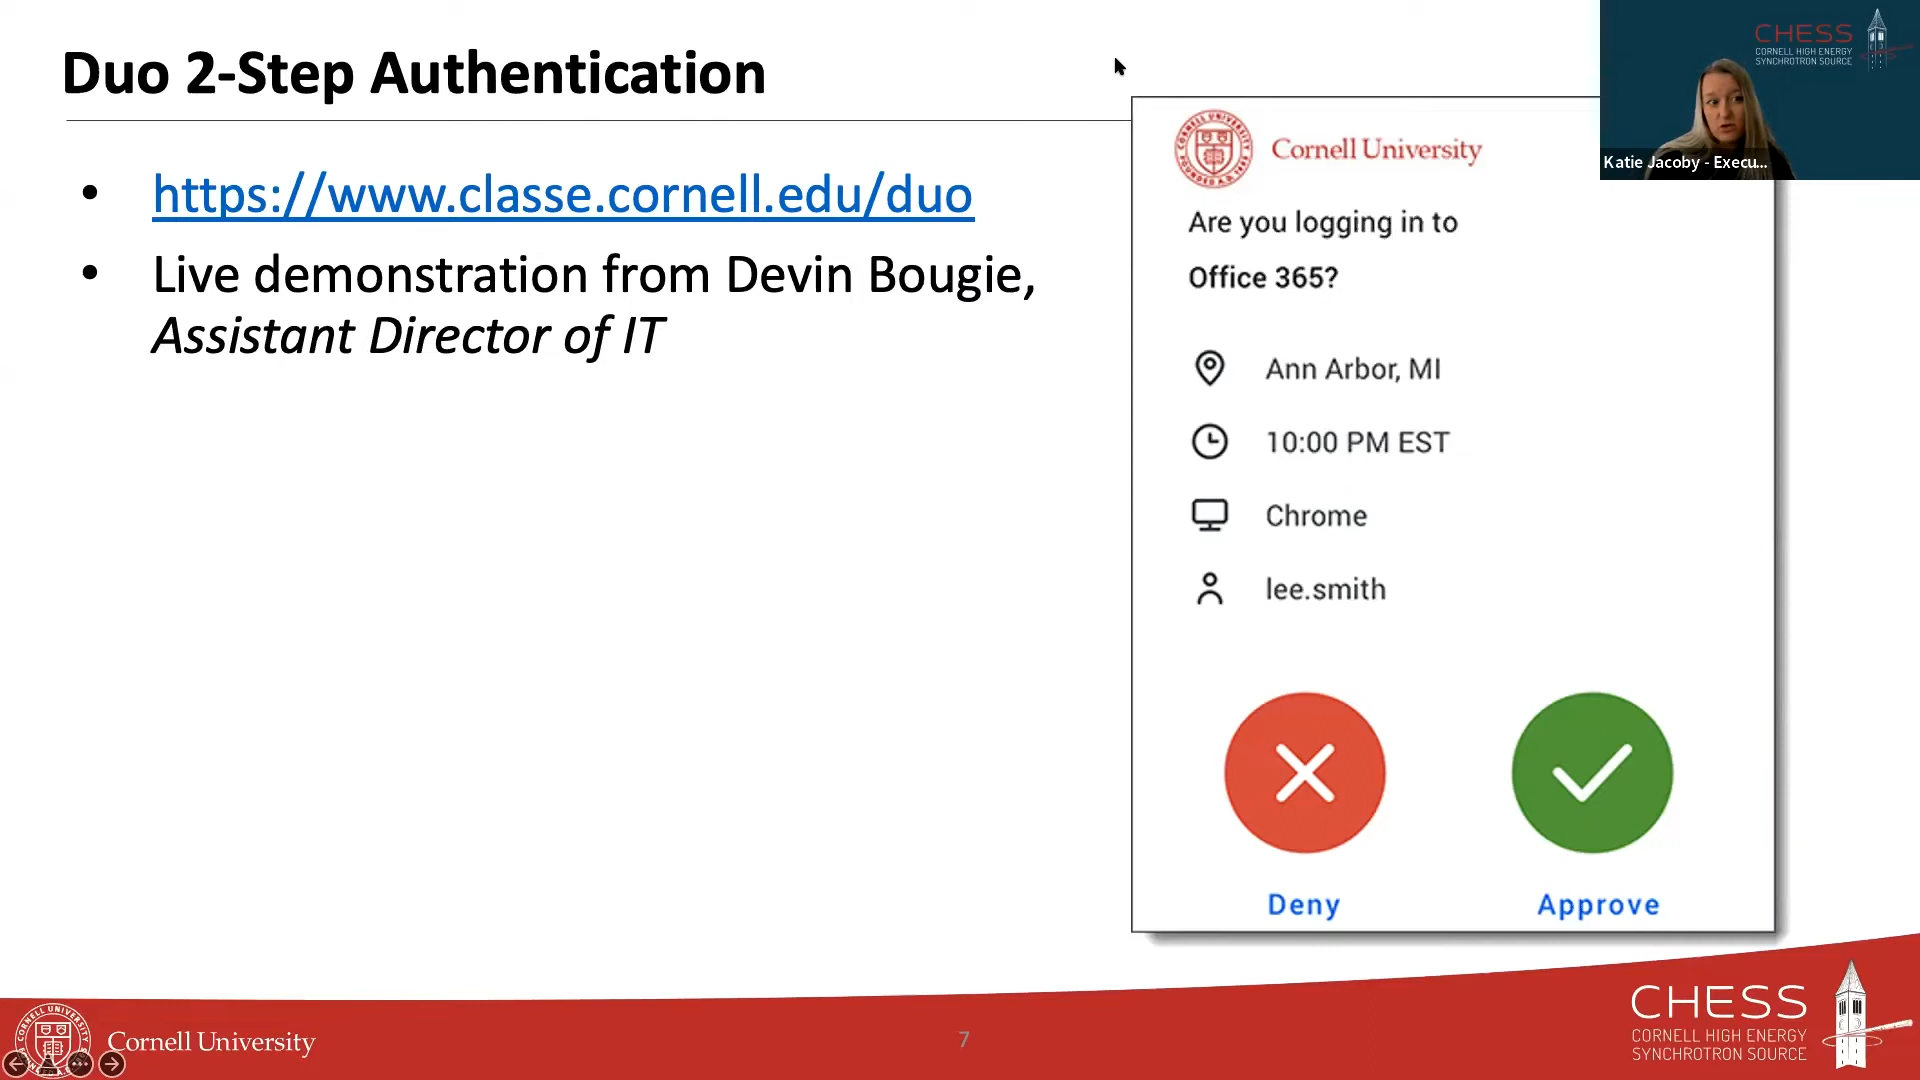 Duo 2-Step Authentication
• https://www.classe.cornell.edu/duo
• Live demonstration from Devin Bougie,
Assistant Director of IT
Cornell University
Are you logging in to
Office 365?
Ann Arbor, MI
10:00 PM EST
Chrome
lee.smith
Deny
Approve
CHESS
CORNELL HIGH ENERGY
SYNCHROTRON SOURCE
Katie Jacoby - Execu...
Cornell University
7
CHESS
CORNELL HIGH ENERGY
SYNCHROTRON SOURCE